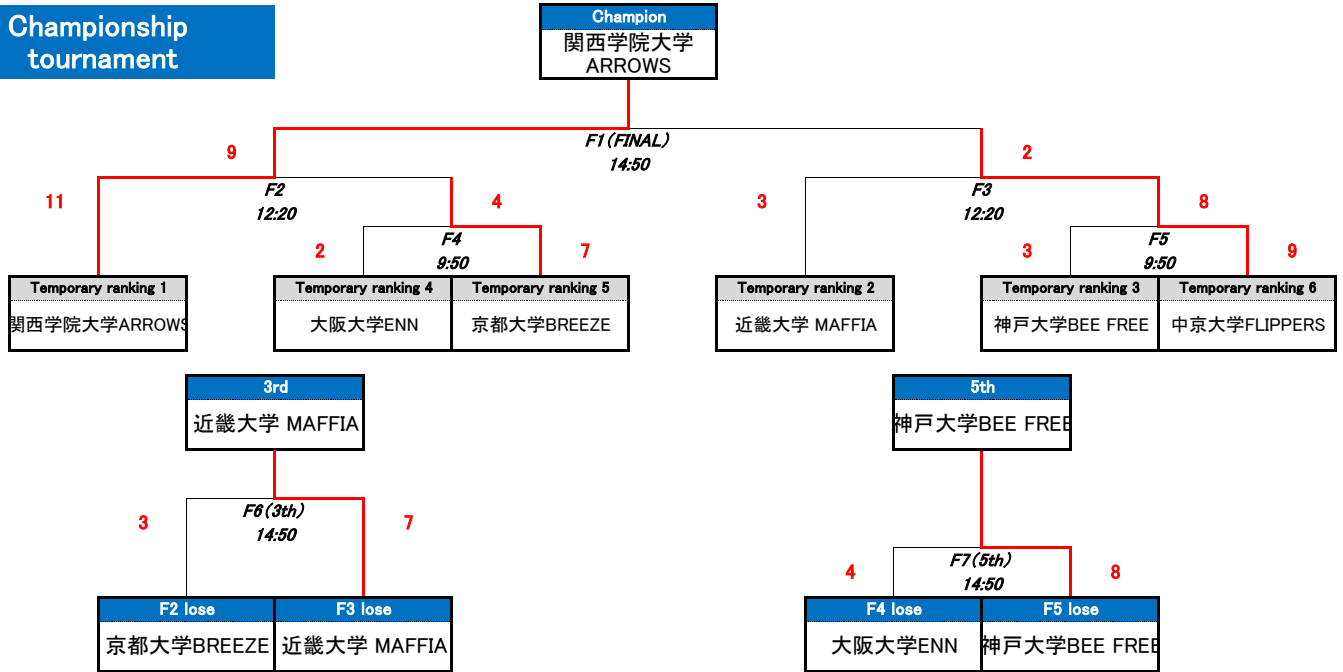 Championship
tournament
Champion
関西学院大学
ARROWS
F1(FINAL)
14:50
9
2
F2
12:20
F3
12:20
11
4
3
8
F4
9:50
F5
9:50
2
7
3
9
Temporary ranking 1
関西学院大学ARROWS
Temporary ranking 4
大阪大学ENN
Temporary ranking 5
京都大学BREEZE
Temporary ranking 2
近畿大学 MAFFIA
Temporary ranking 3
神戸大学BEE FREE
Temporary ranking 6
中京大学FLIPPERS
3rd
近畿大学 MAFFIA
F6(3th)
14:50
3
7
F2 lose
京都大学BREEZE
F3 lose
近畿大学 MAFFIA
5th
神戸大学BEE FREE
F7(5th)
14:50
4
8
F4 lose
大阪大学ENN
F5 lose
神戸大学BEE FREE